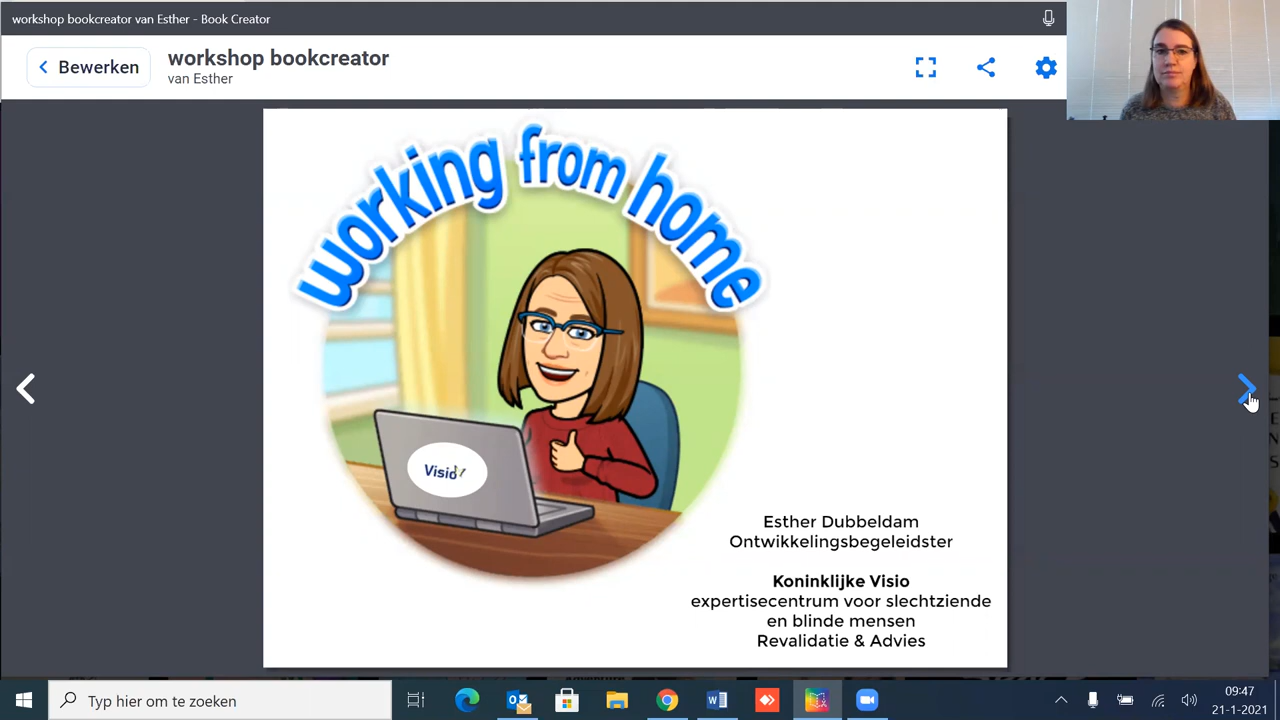 workshop bookcreator van Esther - Book Creator
Bewerken
workshop bookcreator
van Esther
working from home
Visio
Esther Dubbeldam
Ontwikkelingsbegeleidster
Koninklijke Visio
expertisecentrum voor slechtziende
en blinde mensen
Revalidatie & Advies
Typ hier om te zoeken
09:47
21-1-2021